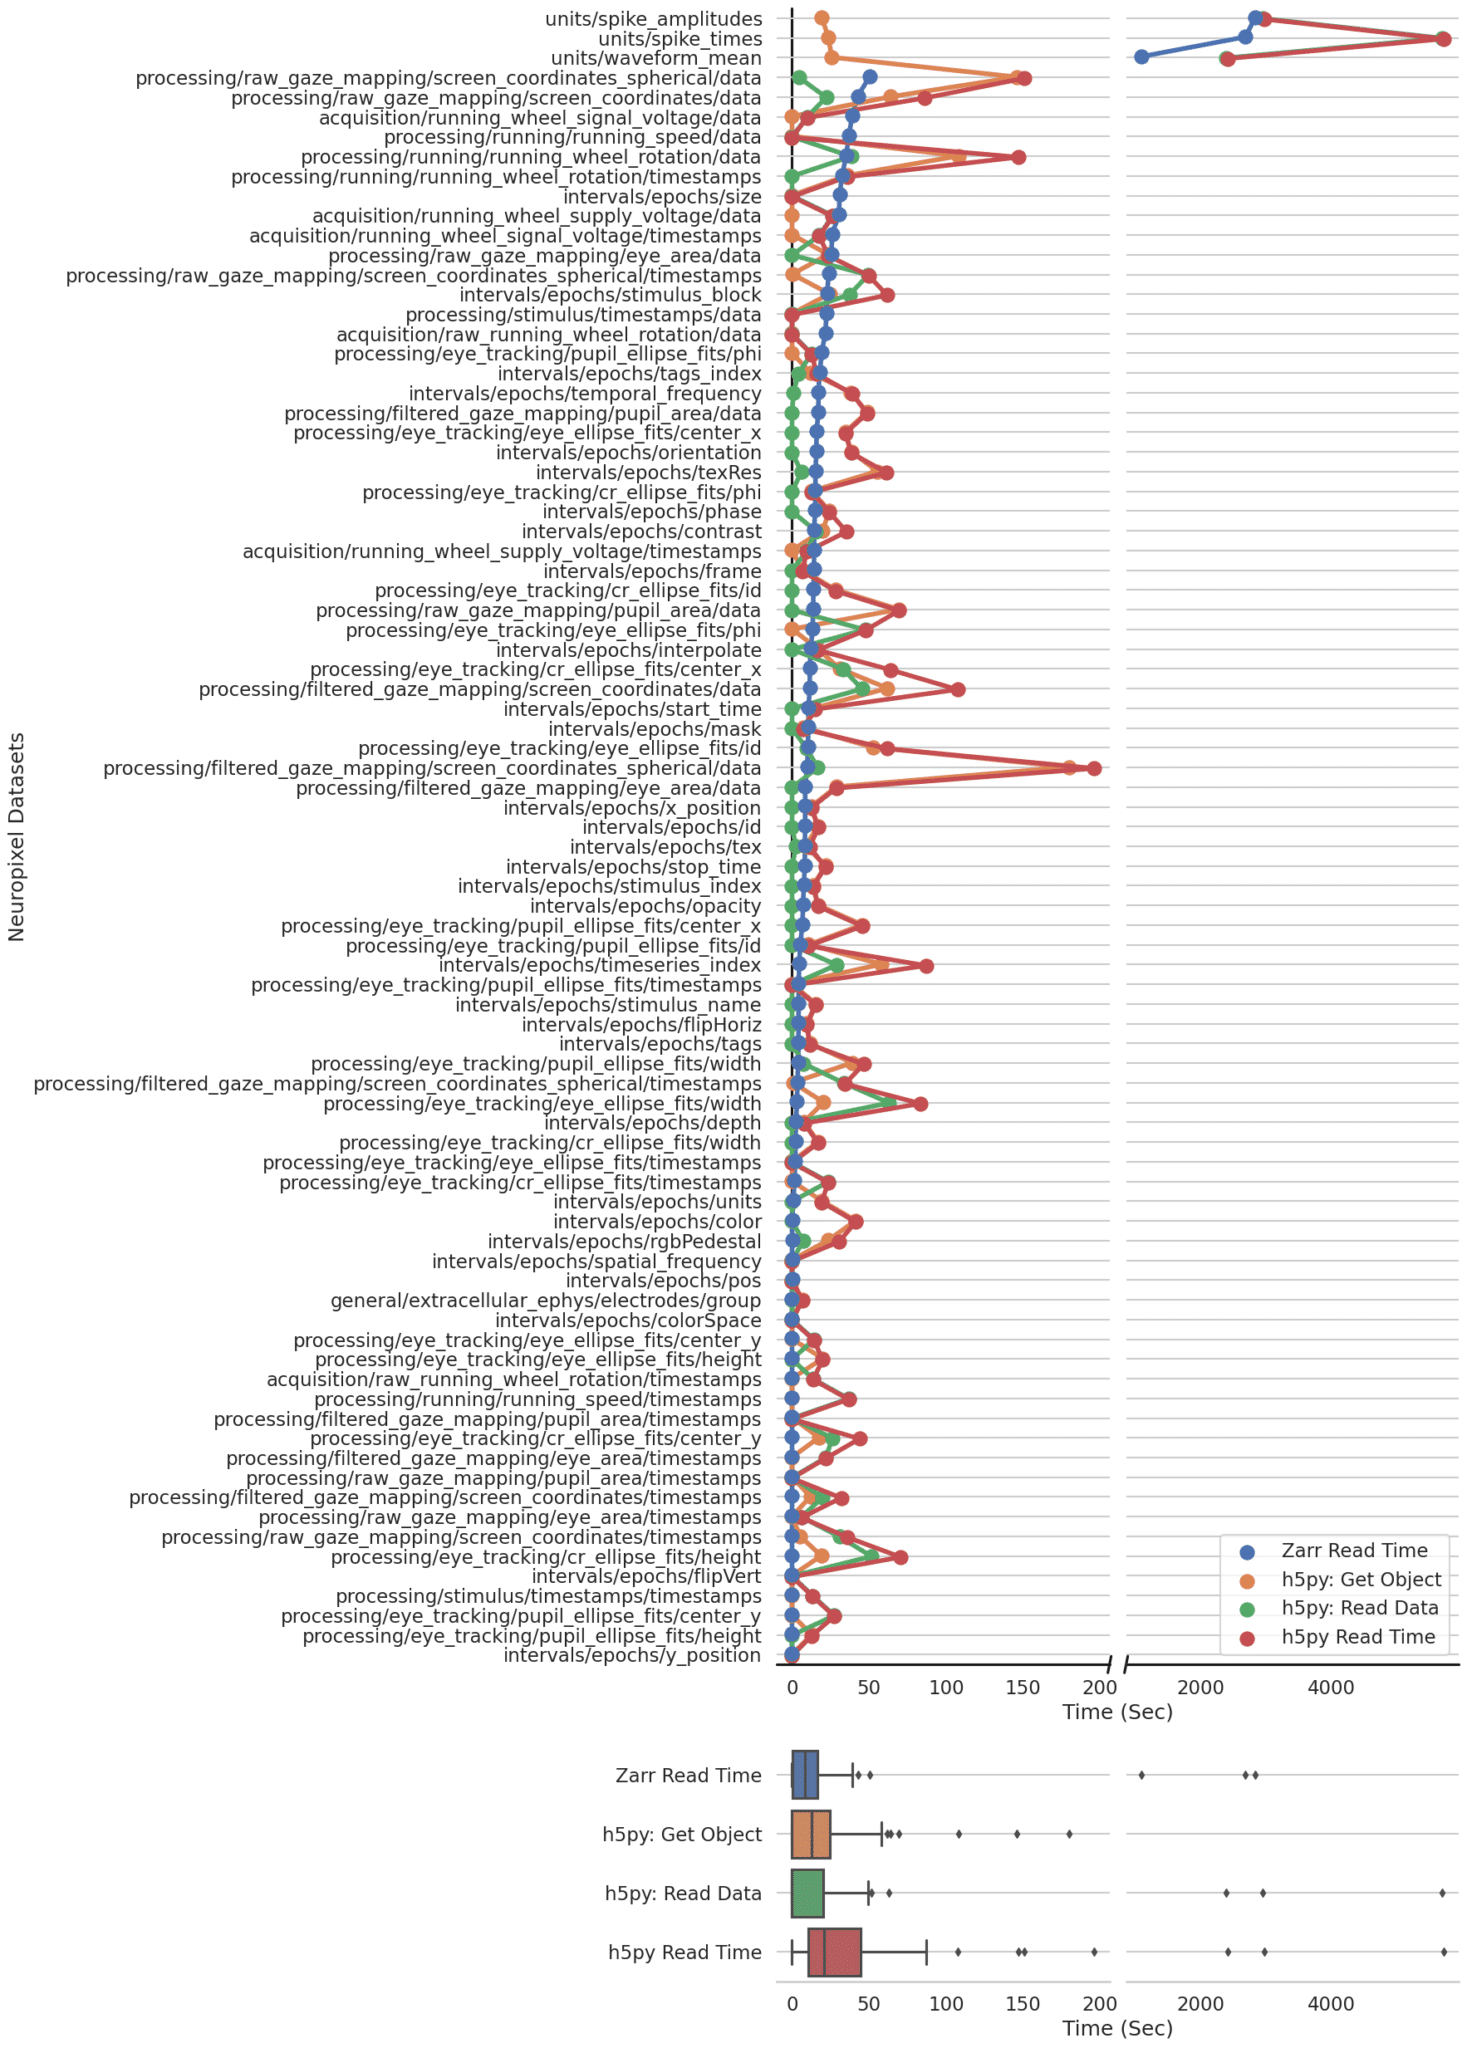 units/spike_amplitudes
units/spike_times
units/waveform_mean
processing/raw_gaze_mapping/screen_coordinates_spherical/data
processing/raw_gaze_mapping/screen_coordinates/data
acquisition/running_wheel_signal_voltage/data
processing/running/running_speed/data
processing/running/running_wheel_rotation/data
processing/running/running_wheel_rotation/timestamps
intervals/epochs/size
acquisition/running_wheel_supply_voltage/data
acquisition/running_wheel_signal_voltage/timestamps
processing/raw_gaze_mapping/eye_area/data
processing/raw_gaze_mapping/screen_coordinates_spherical/timestamps
intervals/epochs/stimulus_block
processing/stimulus/timestamps/data
acquisition/raw_running_wheel_rotation/data
processing/eye_tracking/pupil_ellipse_fits/phi
intervals/epochs/tags_index
intervals/epochs/temporal_frequency
processing/filtered_gaze_mapping/pupil_area/data
processing/eye_tracking/eye_ellipse_fits/center_x
intervals/epochs/orientation
intervals/epochs/texRes
processing/eye_tracking/cr_ellipse_fits/phi
intervals/epochs/phase
intervals/epochs/contrast
acquisition/running_wheel_supply_voltage/timestamps
intervals/epochs/frame
processing/eye_tracking/cr_ellipse_fits/id
processing/raw_gaze_mapping/pupil_area/data
processing/eye_tracking/eye_ellipse_fits/phi
intervals/epochs/interpolate
processing/eye_tracking/cr_ellipse_fits/center_x
processing/filtered_gaze_mapping/screen_coordinates/data
intervals/epochs/start_time
intervals/epochs/mask
processing/eye_tracking/eye_ellipse_fits/id
processing/filtered_gaze_mapping/screen_coordinates_spherical/data
processing/filtered_gaze_mapping/eye_area/data
intervals/epochs/x_position
intervals/epochs/id
intervals/epochs/tex
intervals/epochs/stop_time
intervals/epochs/stimulus_index
intervals/epochs/opacity
processing/eye_tracking/pupil_ellipse_fits/center_x
processing/eye_tracking/pupil_ellipse_fits/id
intervals/epochs/timeseries_index
processing/eye_tracking/pupil_ellipse_fits/timestamps
intervals/epochs/stimulus_name
intervals/epochs/flipHoriz
intervals/epochs/tags
processing/eye_tracking/pupil_ellipse_fits/width
processing/filtered_gaze_mapping/screen_coordinates_spherical/timestamps
processing/eye_tracking/eye_ellipse_fits/width
intervals/epochs/depth
processing/eye_tracking/cr_ellipse_fits/width
processing/eye_tracking/eye_ellipse_fits/timestamps
processing/eye_tracking/cr_ellipse_fits/timestamps
intervals/epochs/units
intervals/epochs/color
intervals/epochs/rgbPedestal
intervals/epochs/spatial_frequency
intervals/epochs/pos
general/extracellular_ephys/electrodes/group
intervals/epochs/colorSpace
processing/eye_tracking/eye_ellipse_fits/center_y
processing/eye_tracking/eye_ellipse_fits/height
acquisition/raw_running_wheel_rotation/timestamps
processing/running/running_speed/timestamps
processing/filtered_gaze_mapping/pupil_area/timestamps
processing/eye_tracking/cr_ellipse_fits/center_y
processing/filtered_gaze_mapping/eye_area/timestamps
processing/raw_gaze_mapping/pupil_area/timestamps
processing/filtered_gaze_mapping/screen_coordinates/timestamps
processing/raw_gaze_mapping/eye_area/timestamps
processing/raw_gaze_mapping/screen_coordinates/timestamps
processing/eye_tracking/cr_ellipse_fits/height
intervals/epochs/flipVert
processing/stimulus/timestamps/timestamps
processing/eye_tracking/pupil_ellipse_fits/center_y
processing/eye_tracking/pupil_ellipse_fits/height
intervals/epochs/y_position
Neuropixel Datasets
Zarr Read Time
h5py: Get Object
h5py: Read Data
h5py Read Time
0 50 100 150 200 2000 4000
Time (Sec)
Zarr Read Time
h5py: Get Object
h5py: Read Data
h5py Read Time
0 50 100 150 200 2000 4000
Time (Sec)